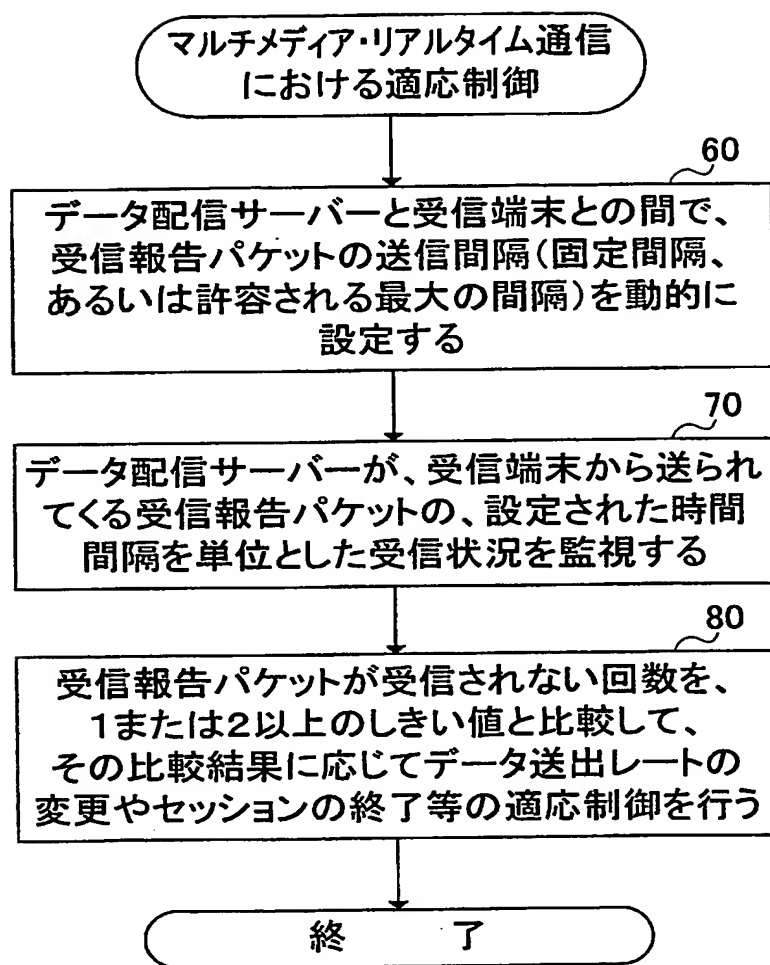 マルチメディア・リアルタイム通信
における適応制御
60
データ配信サーバーと受信端末との間で、
受信報告パケットの送信間隔(固定間隔、
あるいは許容される最大の間隔)を動的に
設定する
70
データ配信サーバーが、受信端末から送られ
てくる受信報告パケットの、設定された時間
間隔を単位とした受信状況を監視する
80
受信報告パケットが受信されない回数を、
1または2以上のしきい値と比較して、
その比較結果に応じてデータ送出レートの
変更やセッションの終了等の適応制御を行う
終 了